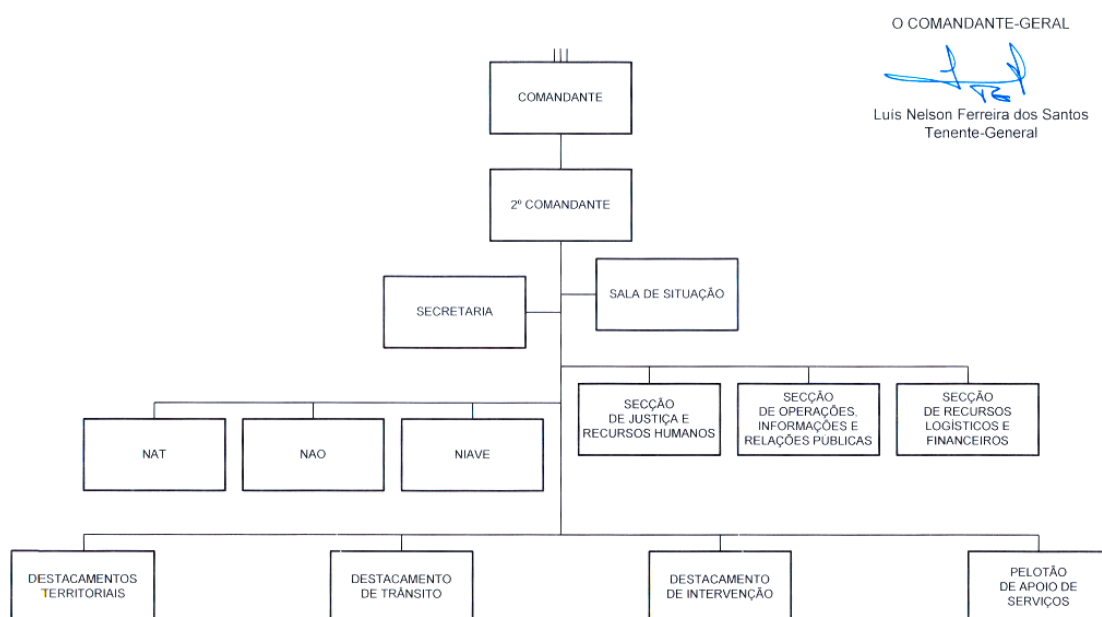 O COMANDANTE-GERAL
Luís Nelson Ferreira dos Santos
Tenente-General
COMANDANTE
2º COMANDANTE
SALA DE SITUAÇÃO
SECRETARIA
SECÇÃO
DE JUSTIÇA E
RECURSOS HUMANOS
SECÇÃO
DE OPERAÇÕES,
INFORMAÇÕES E
RELAÇÕES PÚBLICAS
SECÇÃO
DE RECURSOS
LOGÍSTICOS E
FINANCEIROS
NAT
NAO
NIAVE
DESTACAMENTOS
TERRITORIAIS
DESTACAMENTO
DE TRÂNSITO
DESTACAMENTO
DE INTERVENÇÃO
PELOTÃO
DE APOIO DE
SERVIÇOS